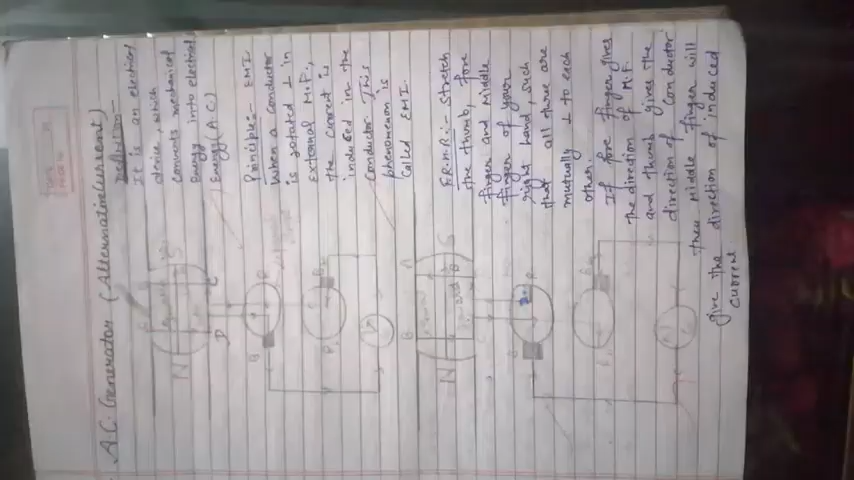 A.C. Generator (Alternative Current)
Definition -
It is an electrical
device, which
converts mechanical
Energy into electrical
Energy (A.C)
Principle:- EMI
When a conductor
is rotated ⊥ in
external M.F.,
the current is
induced in the
conductor. This
phenomenon is
called EMI.
F.R.H.R:- Stretch
the thumb, fore
finger and middle
finger of your
right hand, such
that all three are
mutually ⊥ to each
other.
If fore finger gives
the direction of M.F.
and thumb gives the
direction of conductor
then Middle finger will
give the direction of induced
current
N S
D C
B R
N S
B A
C D
B R